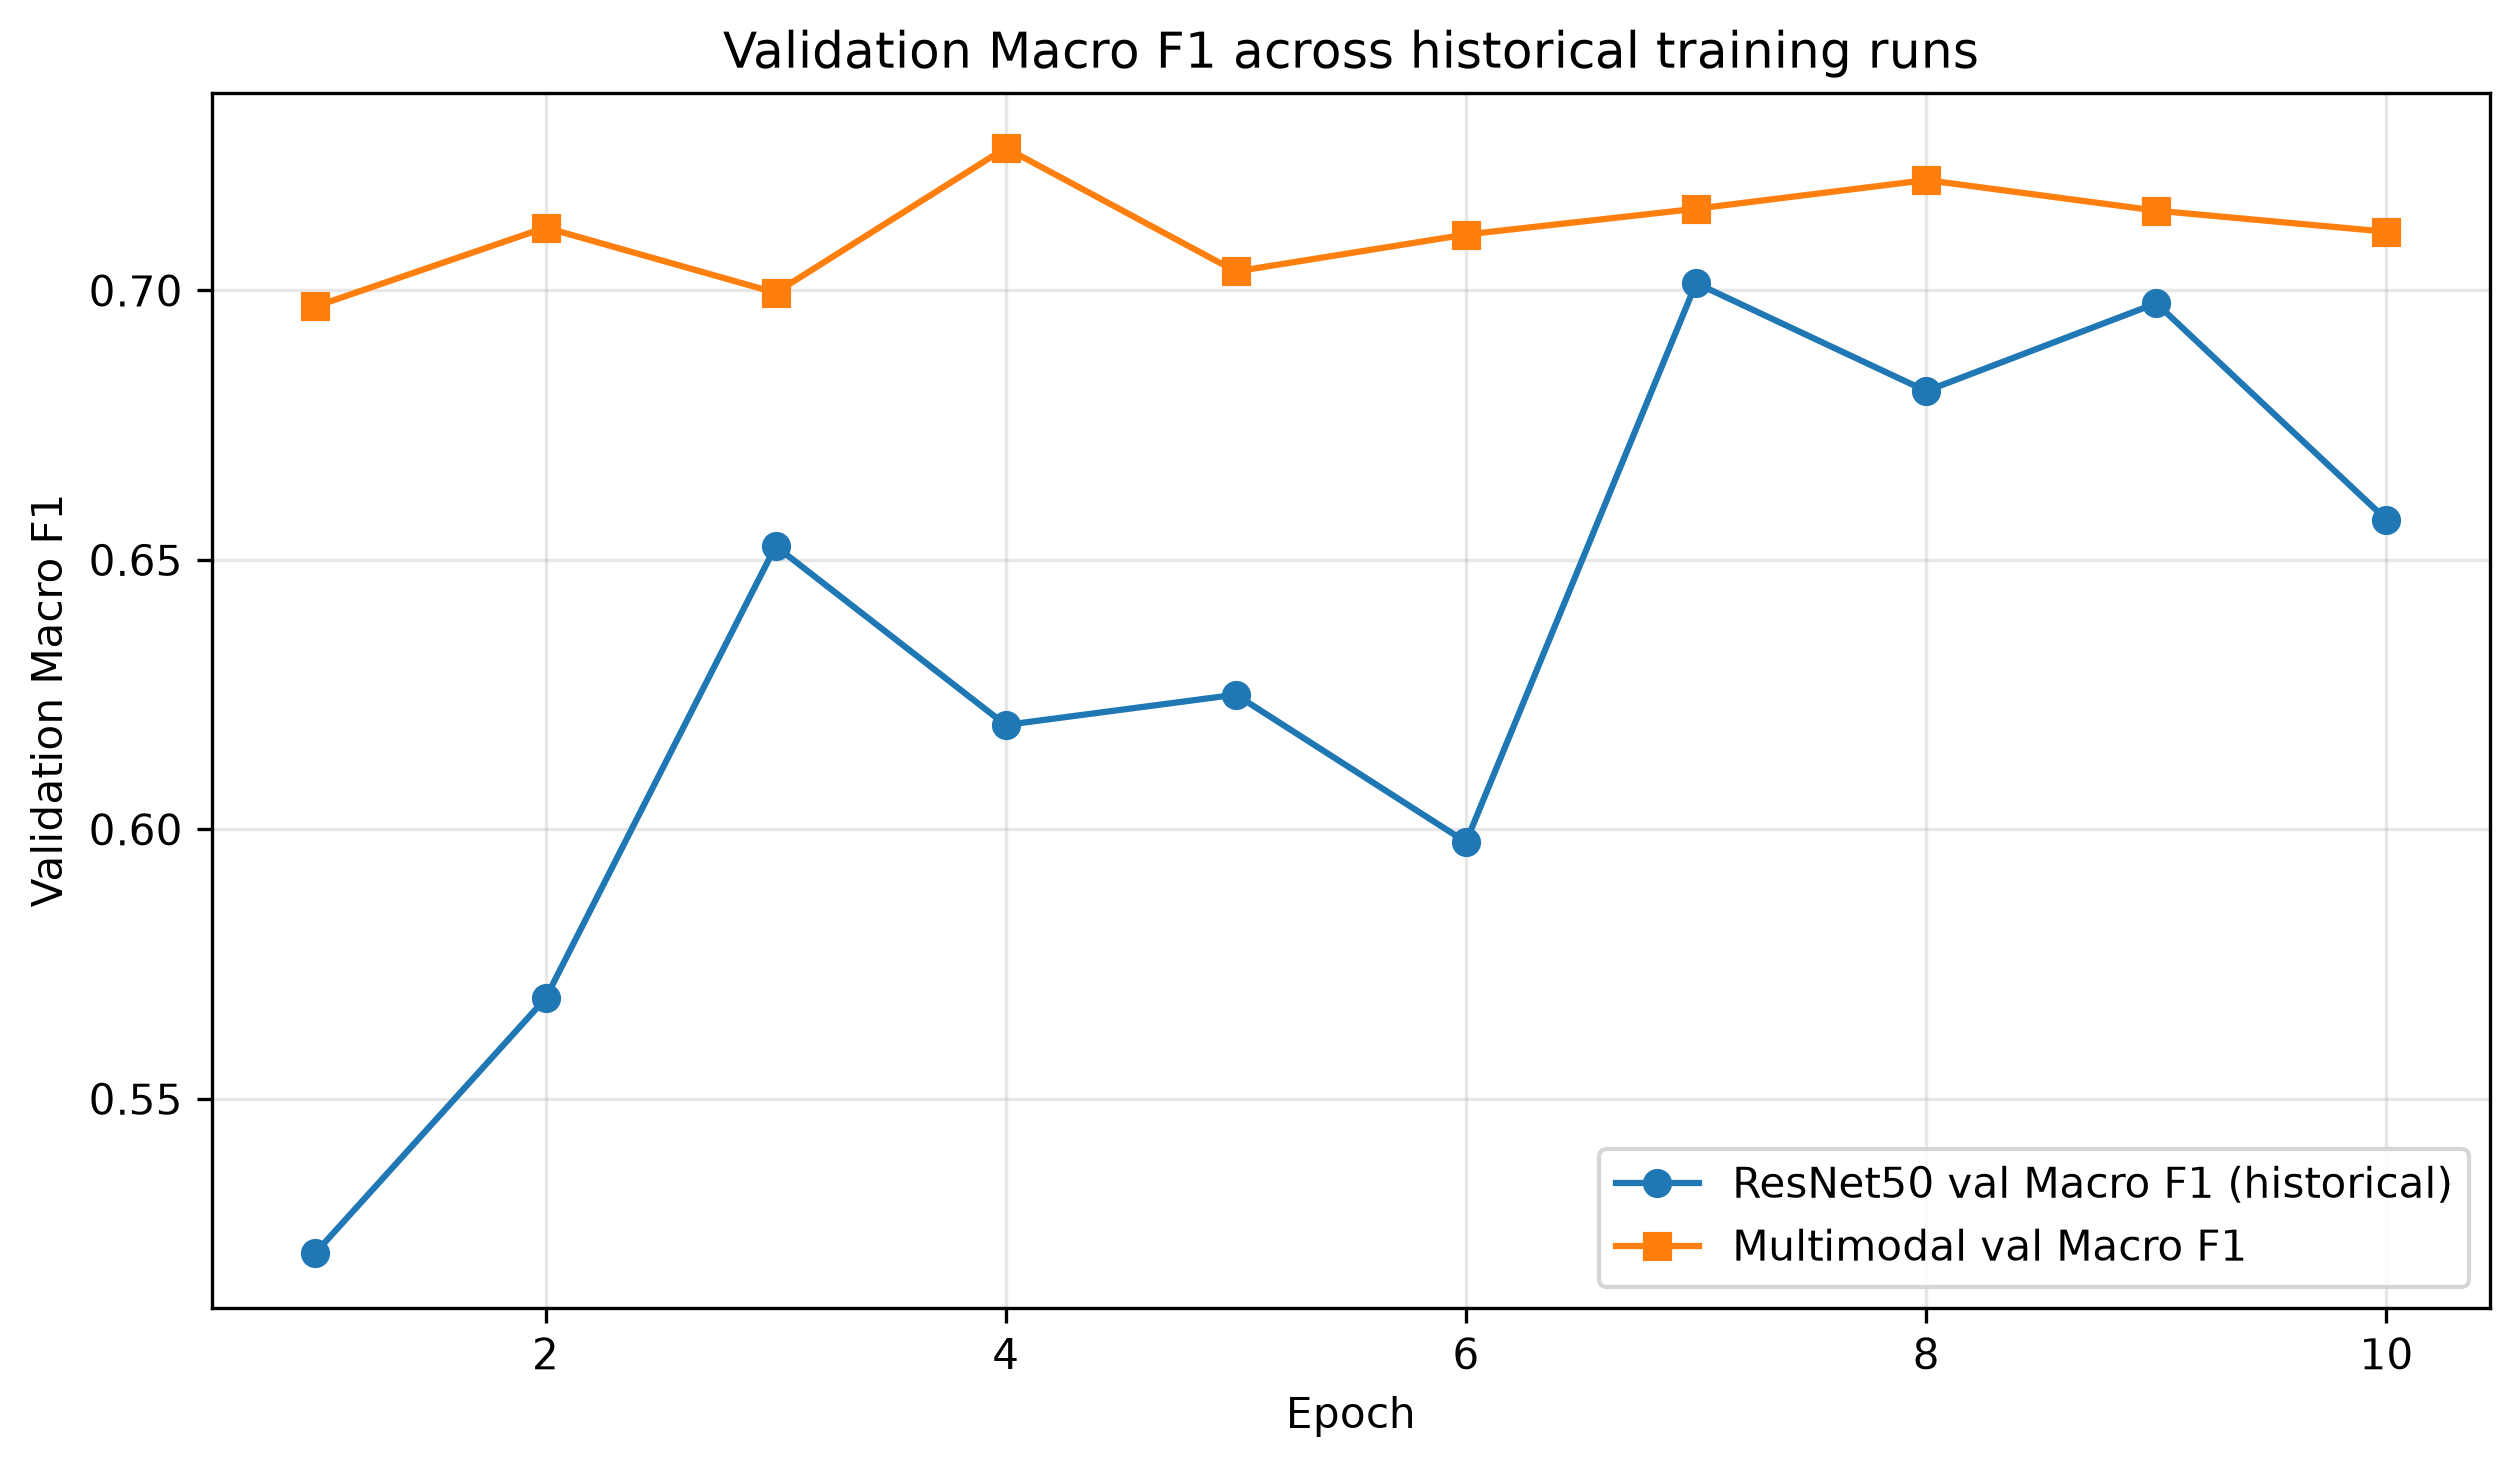 Validation Macro F1 across historical training runs
Validation Macro F1
0.70
0.65
0.60
0.55
2
4
6
8
10
Epoch
ResNet50 val Macro F1 (historical)
Multimodal val Macro F1